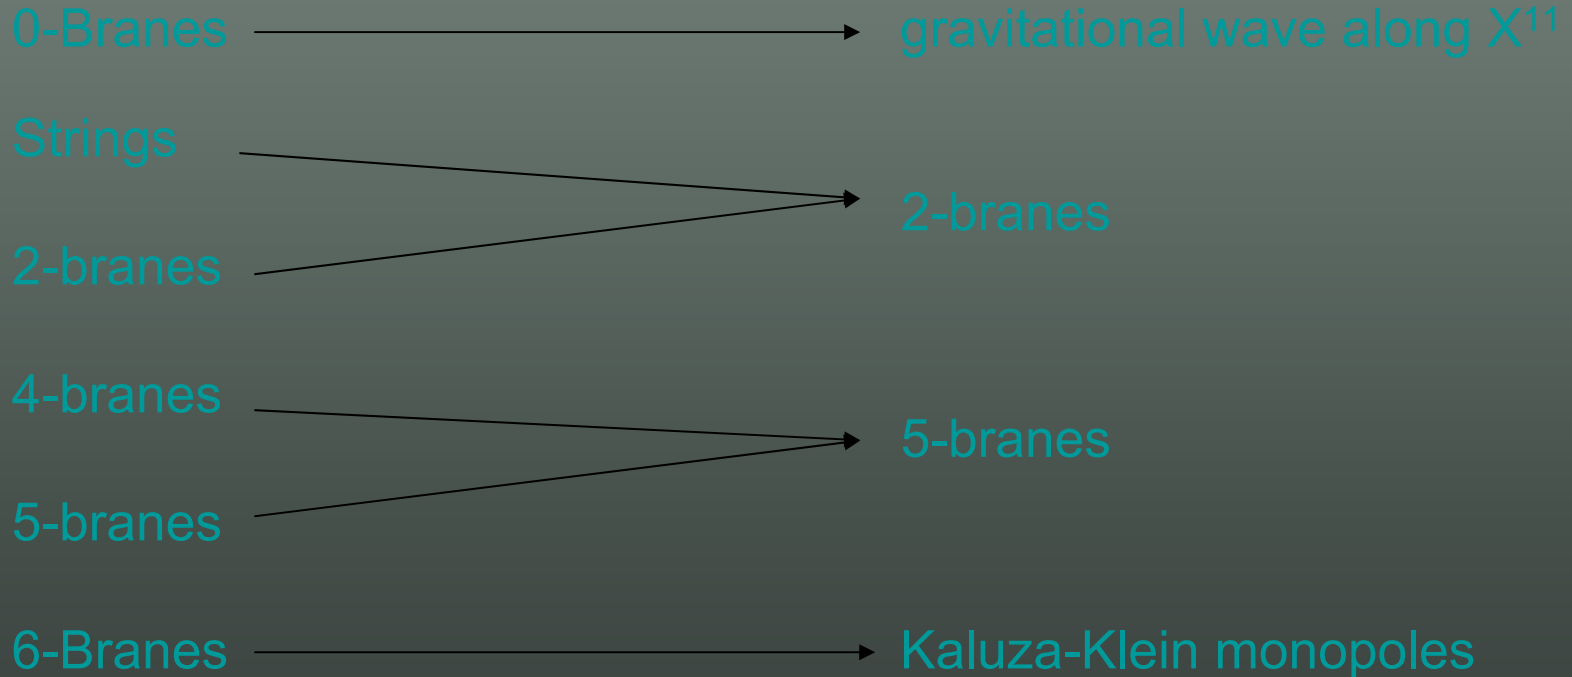 0-Branes
gravitational wave along X¹¹
Strings
2-branes
2-branes
4-branes
5-branes
5-branes
6-Branes
Kaluza-Klein monopoles